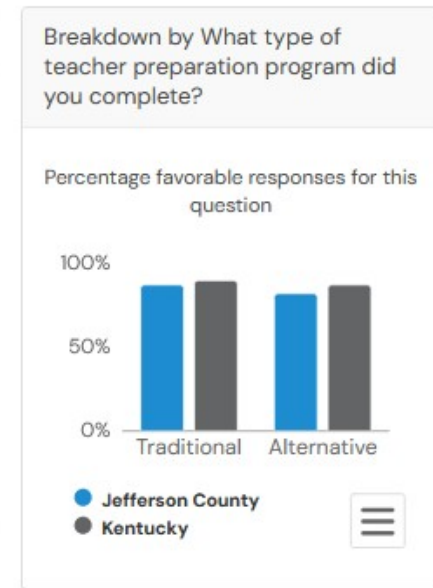 Breakdown by What type of
teacher preparation program did
you complete?
Percentage favorable responses for this
question
100%
50%
0%
Traditional Alternative
Jefferson County
Kentucky